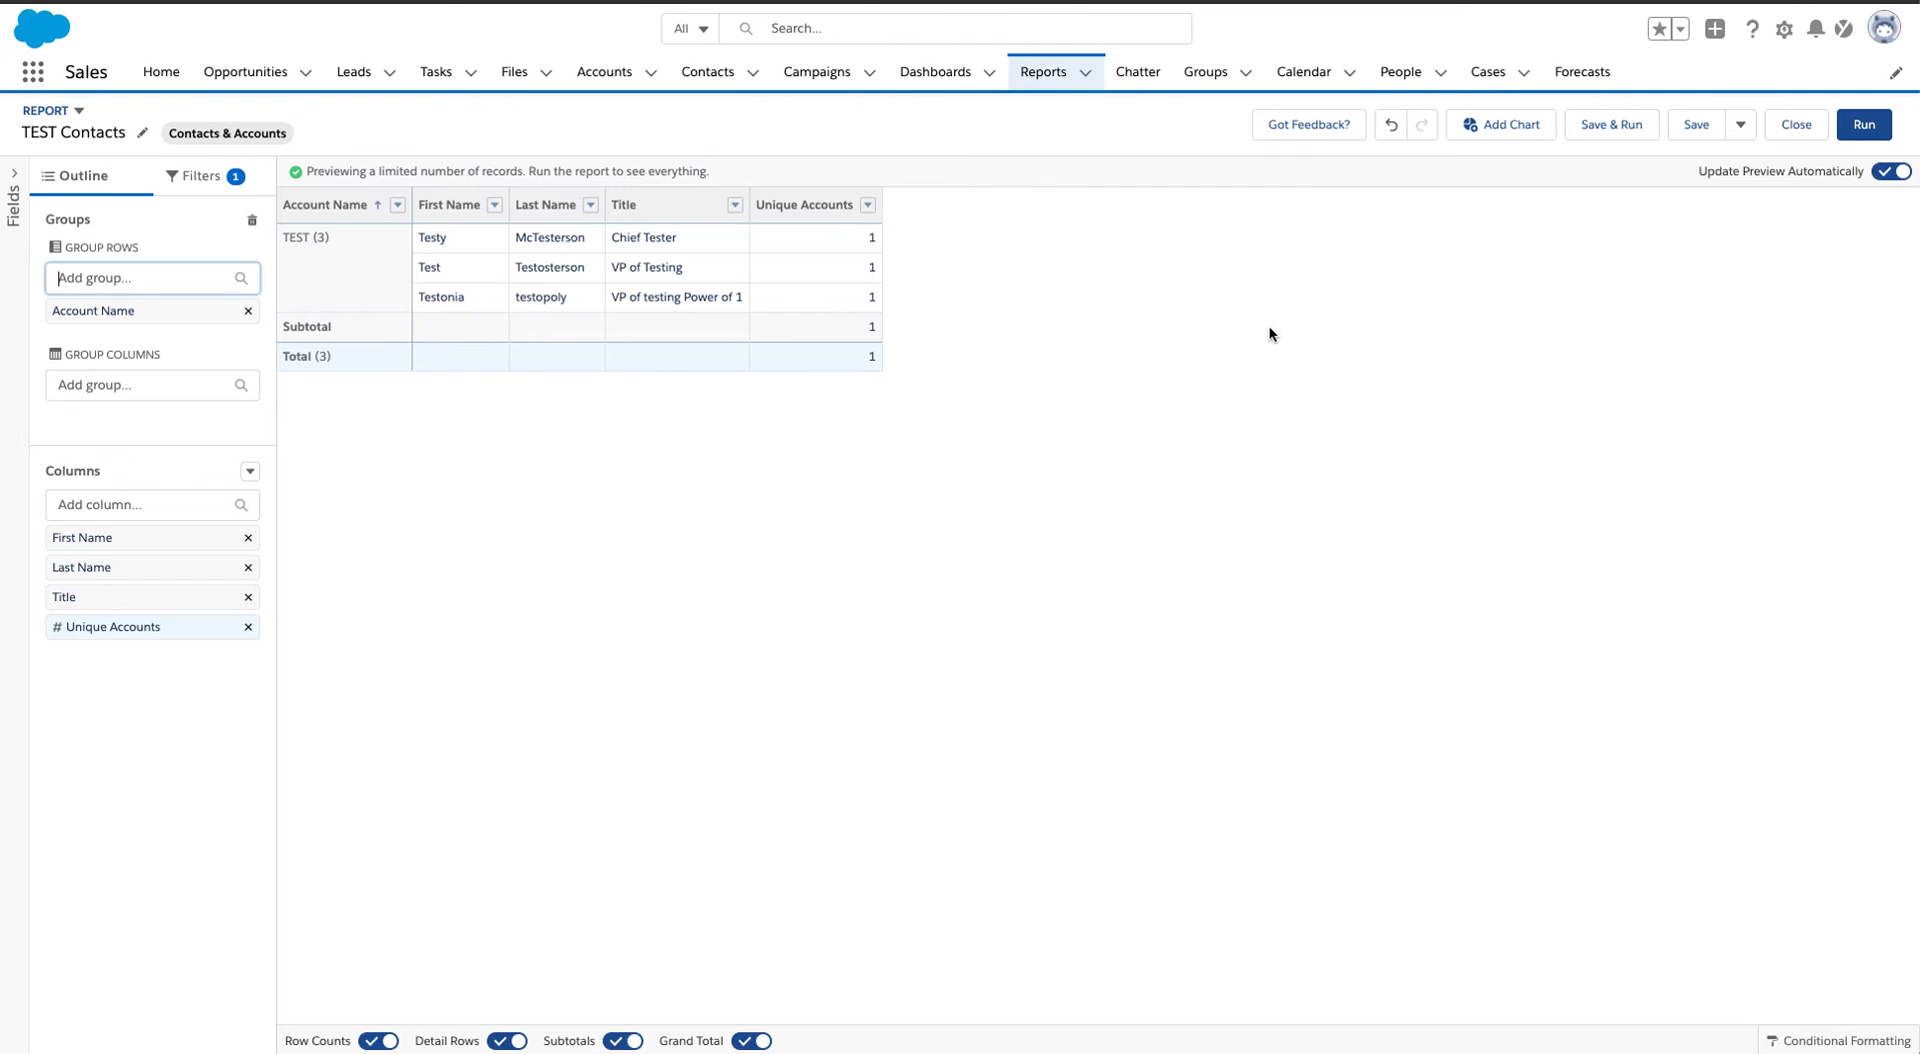 All
Search...
Sales
Home
Opportunities
Leads
Tasks
Files
Accounts
Contacts
Campaigns
Dashboards
Reports
Chatter
Groups
Calendar
People
Cases
Forecasts
REPORT
TEST Contacts
Contacts & Accounts
Got Feedback?
Add Chart
Save & Run
Save
Close
Run
Fields
Outline
Filters 1
Previewing a limited number of records. Run the report to see everything.
Update Preview Automatically
Groups
GROUP ROWS
Add group...
Account Name
GROUP COLUMNS
Add group...
Columns
Add column...
First Name
Last Name
Title
# Unique Accounts
Account Name First Name Last Name Title Unique Accounts
TEST (3) Testy McTesterson Chief Tester 1
Test Testosterson VP of Testing 1
Testonia testopoly VP of testing Power of 1 1
Subtotal 1
Total (3) 1
Row Counts
Detail Rows
Subtotals
Grand Total
Conditional Formatting